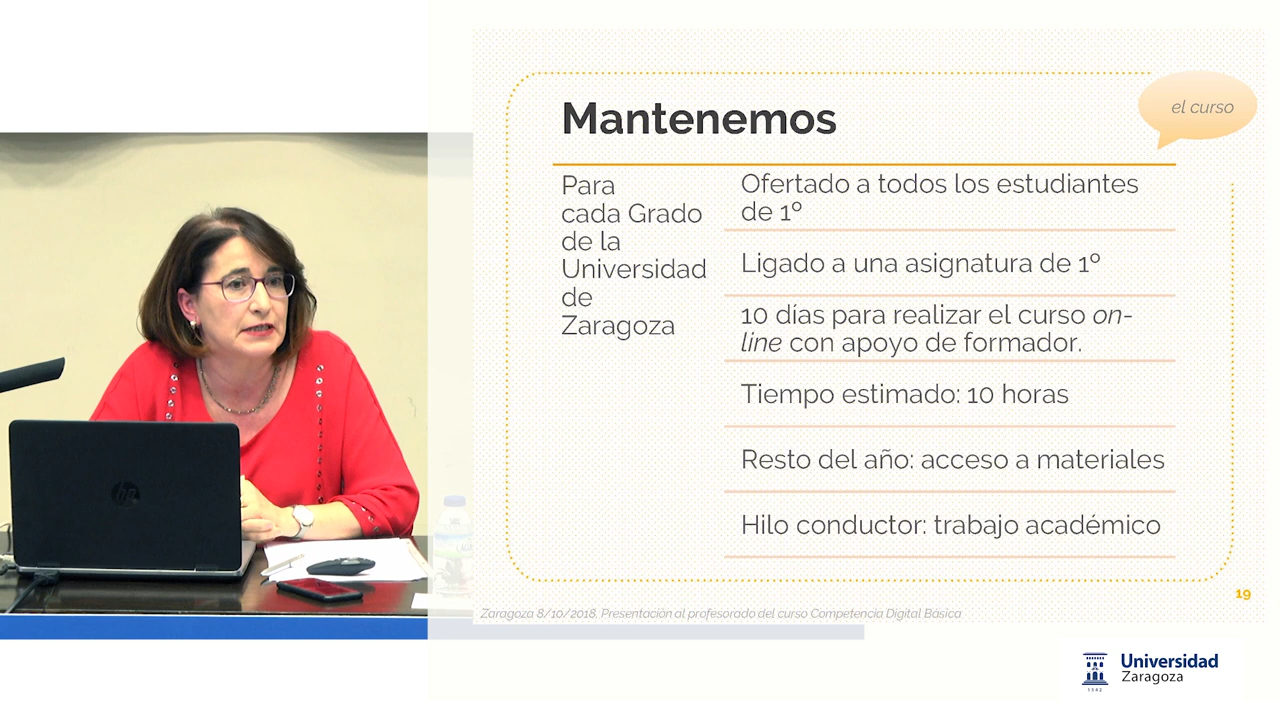 Mantenemos
el curso
Para
cada Grado
de la
Universidad
de
Zaragoza
Ofertado a todos los estudiantes
de 1º
Ligado a una asignatura de 1º
10 días para realizar el curso on-
line con apoyo de formador.
Tiempo estimado: 10 horas
Resto del año: acceso a materiales
Hilo conductor: trabajo académico
19
Zaragoza 8/10/2018. Presentación al profesorado del curso Competencia Digital Básica
hp
Universidad
Zaragoza
1542